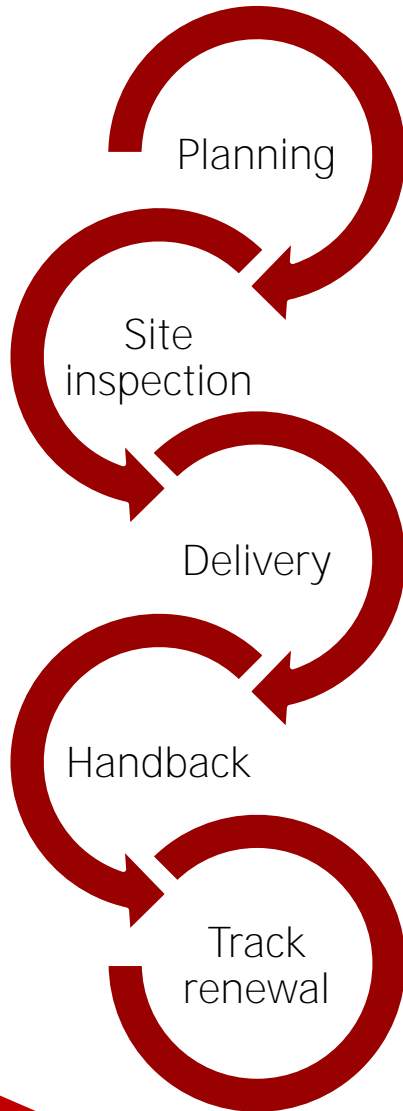 Planning
Site
inspection
Delivery
Handback
Track
renewal